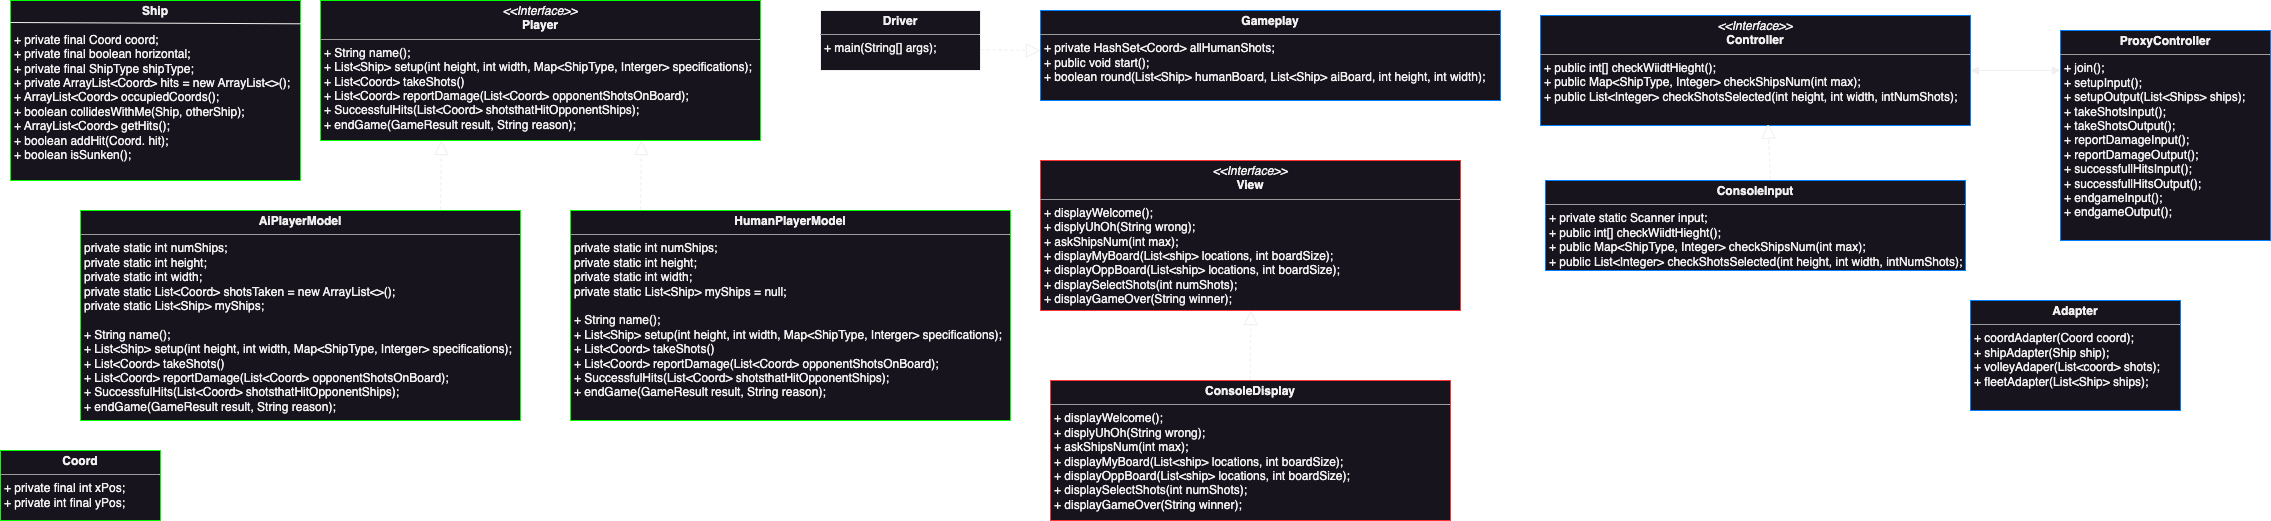 Ship
+ private final Coord coord;
+ private final boolean horizontal;
+ private final ShipType shipType;
+ private ArrayList<Coord> hits = new ArrayList<>();
+ ArrayList<Coord> occupiedCoords();
+ boolean collidesWithMe(Ship, otherShip);
+ ArrayList<Coord> getHits();
+ boolean addHit(Coord. hit);
+ boolean isSunken();
<<Interface>>
Player
+ String name();
+ List<Ship> setup(int height, int width, Map<ShipType, Interger> specifications);
+ List<Coord> takeShots()
+ List<Coord> reportDamage(List<Coord> opponentShotsOnBoard);
+ SuccessfulHits(List<Coord> shotsthatHitOpponentShips);
+ endGame(GameResult result, String reason);
Driver
+ main(String[] args);
Gameplay
+ private HashSet<Coord> allHumanShots;
+ public void start();
+ boolean round(List<Ship> humanBoard, List<Ship> aiBoard, int height, int width);
<<Interface>>
Controller
+ public int[] checkWiidtHieght();
+ public Map<ShipType, Integer> checkShipsNum(int max);
+ public List<Integer> checkShotsSelected(int height, int width, intNumShots);
ProxyController
+ join();
+ setupInput();
+ setupOutput(List<Ships> ships);
+ takeShotsInput();
+ takeShotsOutput();
+ reportDamageInput();
+ reportDamageOutput();
+ successfullHitsInput();
+ successfullHitsOutput();
+ endgameInput();
+ endgameOutput();
AiPlayerModel
private static int numShips;
private static int height;
private static int width;
private static List<Coord> shotsTaken = new ArrayList<>();
private static List<Ship> myShips;
+ String name();
+ List<Ship> setup(int height, int width, Map<ShipType, Interger> specifications);
+ List<Coord> takeShots()
+ List<Coord> reportDamage(List<Coord> opponentShotsOnBoard);
+ SuccessfulHits(List<Coord> shotsthatHitOpponentShips);
+ endGame(GameResult result, String reason);
HumanPlayerModel
private static int numShips;
private static int height;
private static int width;
private static List<Ship> myShips = null;
+ String name();
+ List<Ship> setup(int height, int width, Map<ShipType, Interger> specifications);
+ List<Coord> takeShots()
+ List<Coord> reportDamage(List<Coord> opponentShotsOnBoard);
+ SuccessfulHits(List<Coord> shotsthatHitOpponentShips);
+ endGame(GameResult result, String reason);
<<Interface>>
View
+ displayWelcome();
+ displyUhOh(String wrong);
+ askShipsNum(int max);
+ displayMyBoard(List<ship> locations, int boardSize);
+ displayOppBoard(List<ship> locations, int boardSize);
+ displaySelectShots(int numShots);
+ displayGameOver(String winner);
ConsoleInput
+ private static Scanner input;
+ public int[] checkWiidtHieght();
+ public Map<ShipType, Integer> checkShipsNum(int max);
+ public List<Integer> checkShotsSelected(int height, int width, intNumShots);
Adapter
+ coordAdapter(Coord coord);
+ shipAdapter(Ship ship);
+ volleyAdaper(List<coord> shots);
+ fleetAdapter(List<Ship> ships);
ConsoleDisplay
+ displayWelcome();
+ displyUhOh(String wrong);
+ askShipsNum(int max);
+ displayMyBoard(List<ship> locations, int boardSize);
+ displayOppBoard(List<ship> locations, int boardSize);
+ displaySelectShots(int numShots);
+ displayGameOver(String winner);
Coord
+ private final int xPos;
+ private int final yPos;